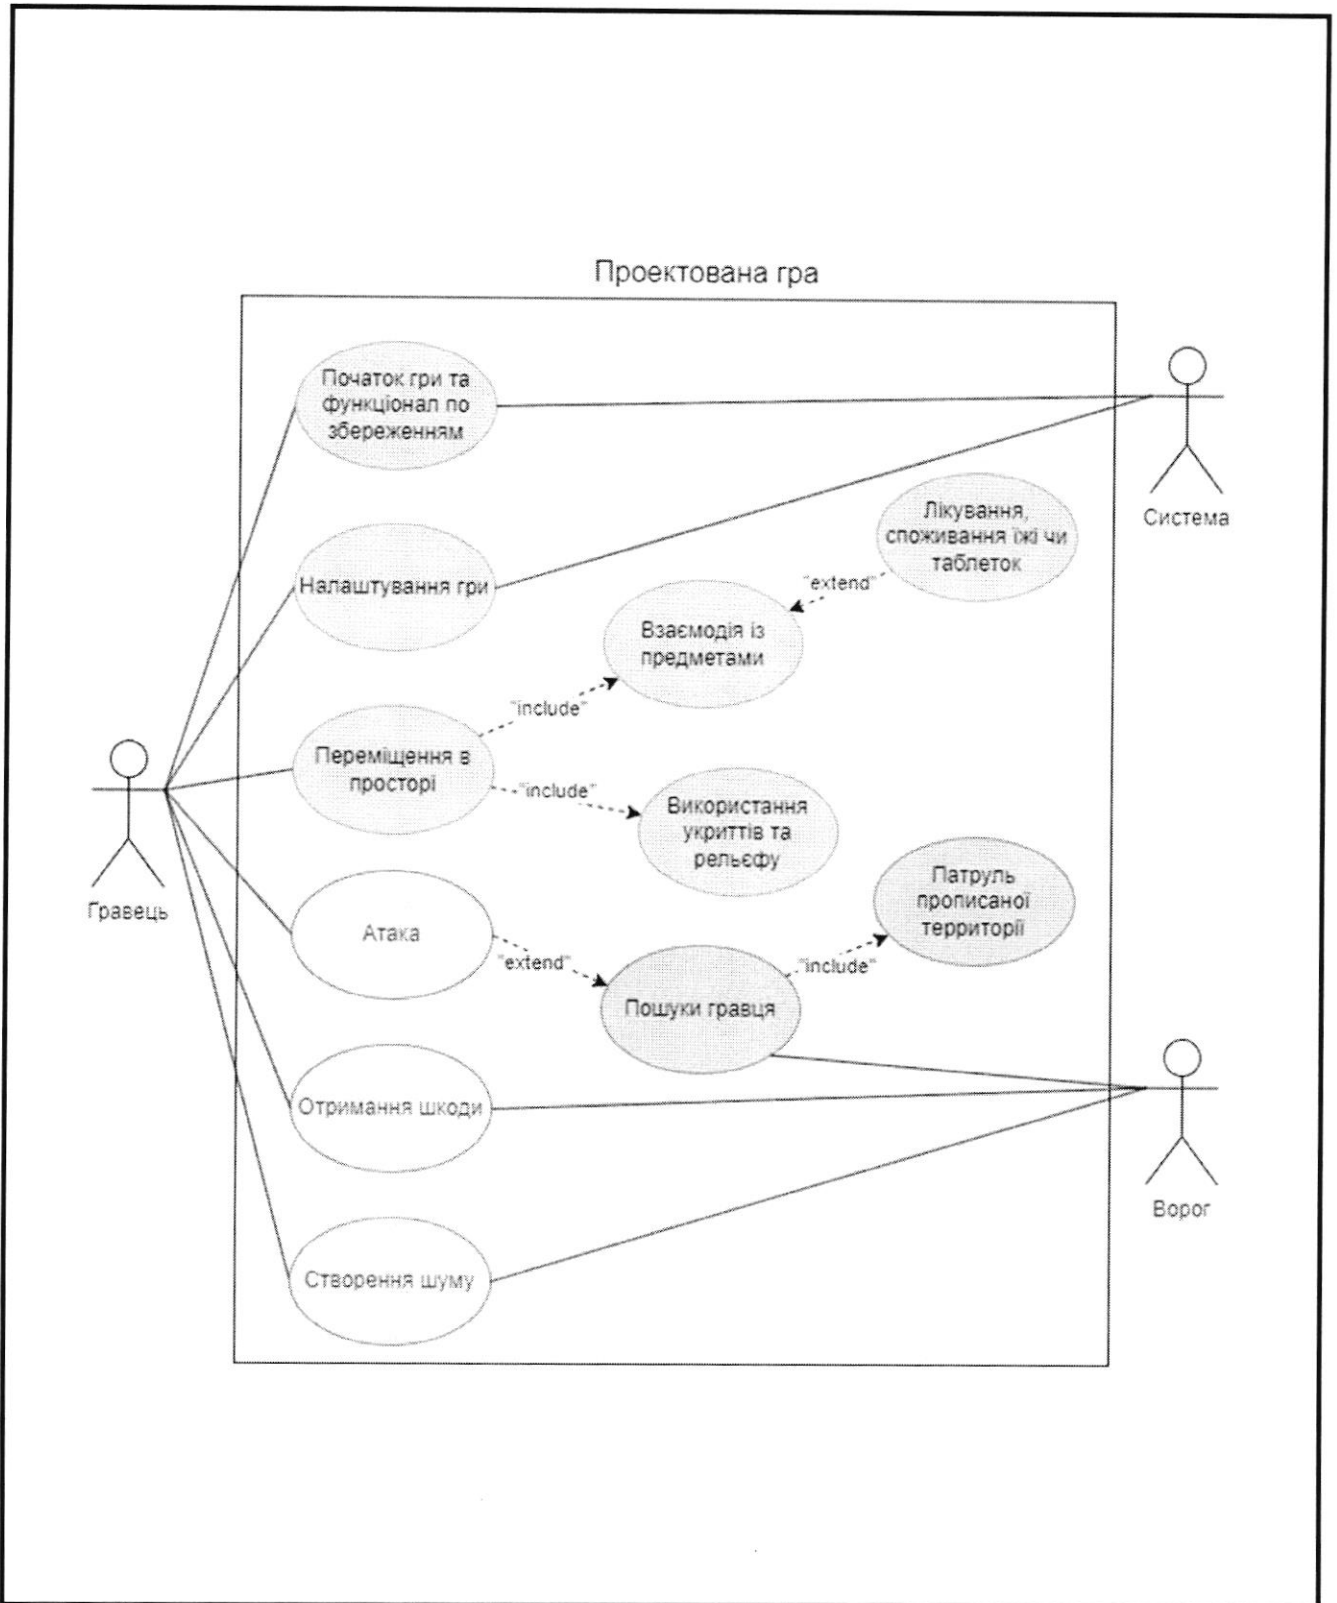 Проектована гра
Початок гри та
функціонал по
збереженням
Система
Лікування,
споживання їжі чи
таблеток
"extend"
Налаштування гри
Взаємодія із
предметами
"include"
Переміщення в
просторі
"include"
Використання
укриттів та
рельєфу
Гравець
Патруль
прописаної
територрії
Атака
"extend"
"include"
Пошуки гравця
Отримання шкоди
Ворог
Створення шуму